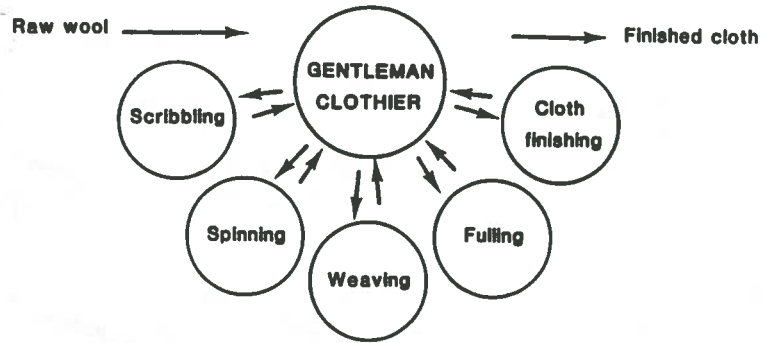 Raw wool
Finished cloth
GENTLEMAN
CLOTHIER
Scribbling
Cloth
finishing
Spinning
Fulling
Weaving